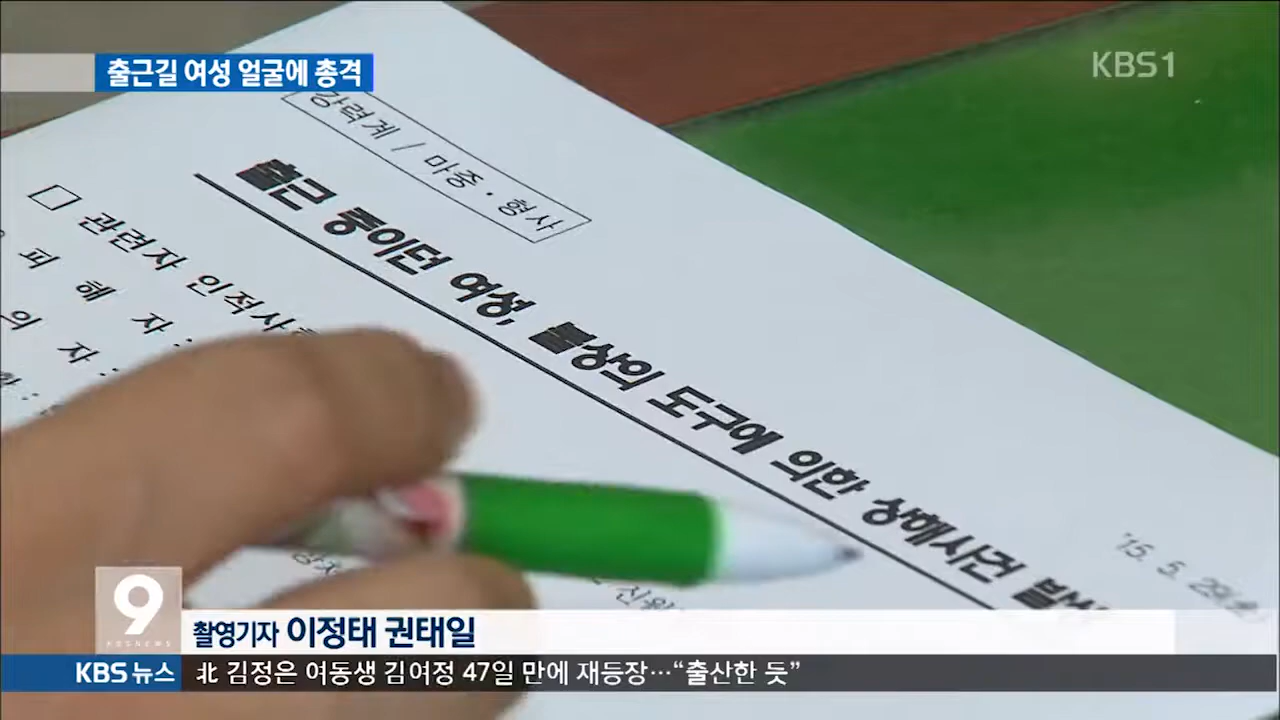 출근길 여성 얼굴에 총격
KBS1
강력계 / 마중·형사
출근 중이던 여성, 불상의 도구에 의한 상해사건 발생
□ 관련자 인적사항
피 해 자 :
의 자 :
'15. 5. 29(金)
9
KBS NEWS
촬영기자 이정태 권태일
KBS 뉴스
北 김정은 여동생 김여정 47일 만에 재등장…“출산한 듯”